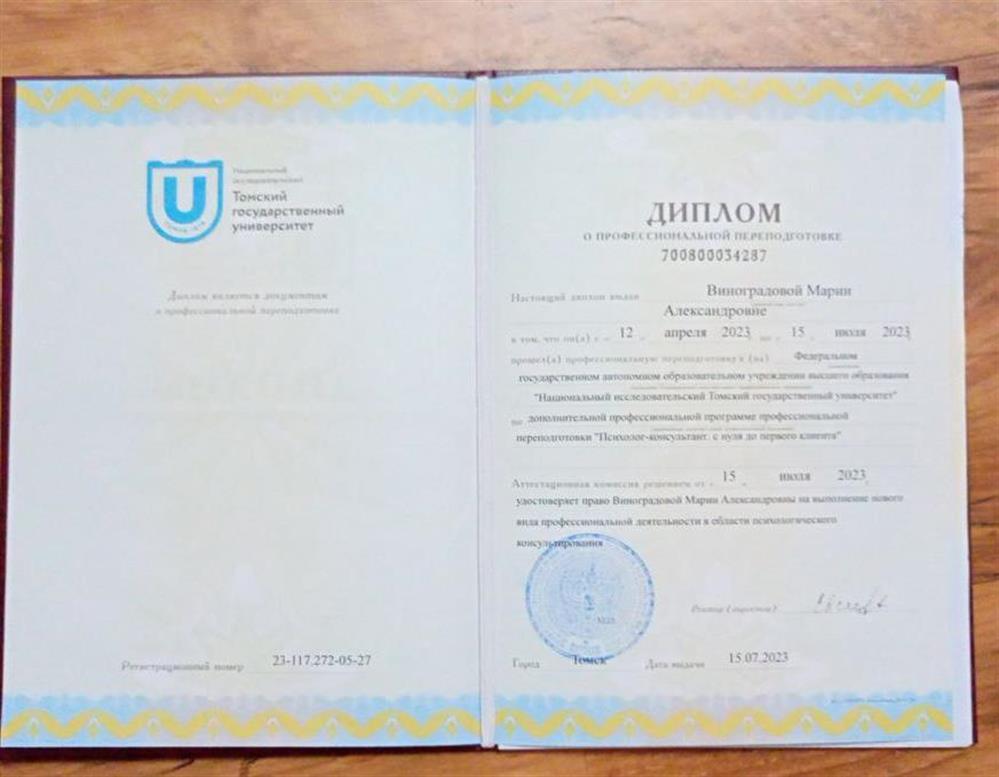 Национальный
исследовательский
Томский
государственный
университет
Диплом является документом
о профессиональной переподготовке
Регистрационный номер 23-117.272-05-27
ДИПЛОМ
О ПРОФЕССИОНАЛЬНОЙ ПЕРЕПОДГОТОВКЕ
700800034287
Настоящий диплом выдан Виноградовой Марии
Александровне
в том, что он(а) с « 12 » апреля 2023 по « 15 » июля 2023
прошел(а) профессиональную переподготовку в (на) Федеральном
государственном автономном образовательном учреждении высшего образования
"Национальный исследовательский Томский государственный университет"
по дополнительной профессиональной программе профессиональной
переподготовки "Психолог-консультант: с нуля до первого клиента"
Аттестационная комиссия решением от « 15 » июля 2023
удостоверяет право Виноградовой Марии Александровны на выполнение нового
вида профессиональной деятельности в области психологического
консультирования
М.П.
Ректор (директор)
Город Томск Дата выдачи 15.07.2023